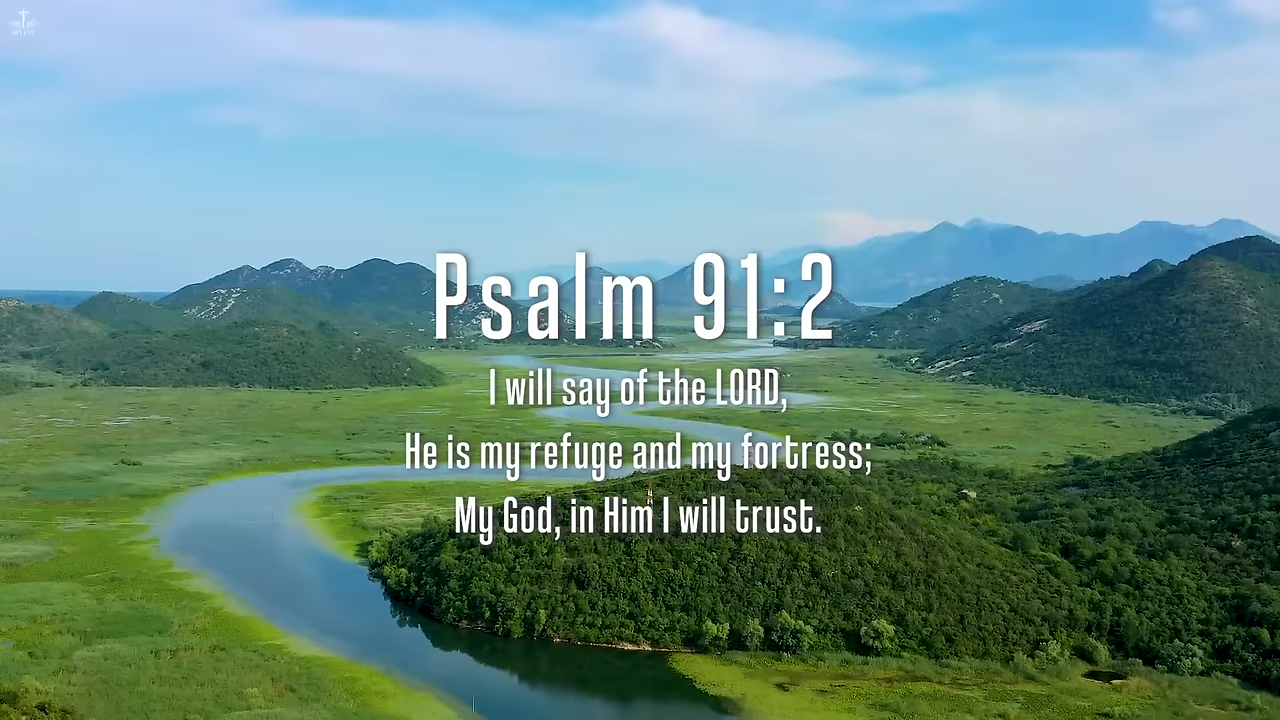 Psalm 91:2
I will say of the LORD,
He is my refuge and my fortress;
My God, in Him I will trust.